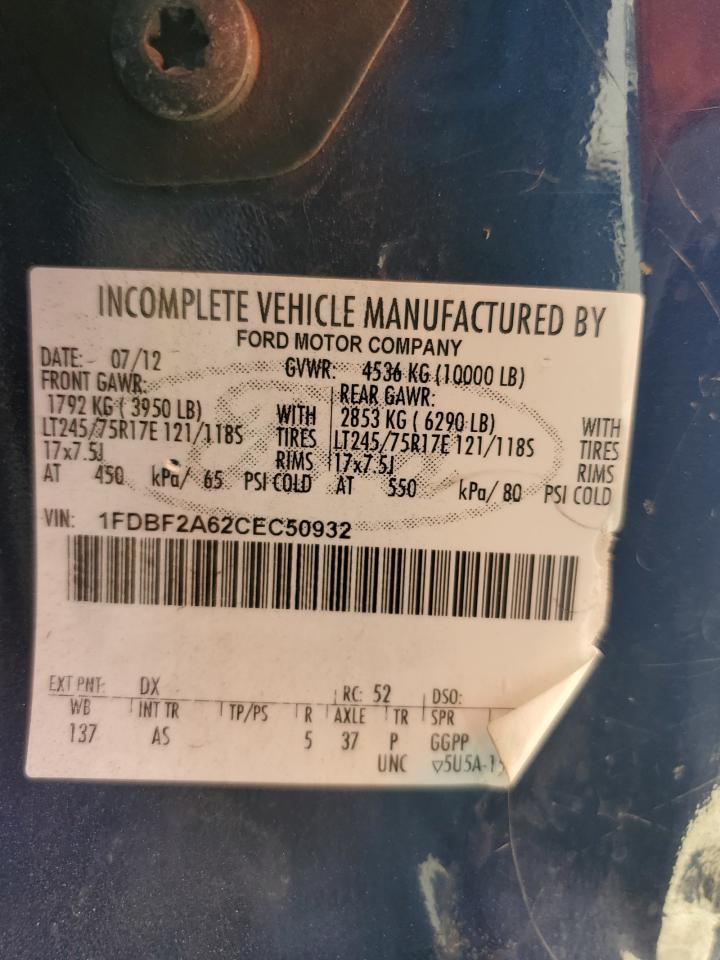 INCOMPLETE VEHICLE MANUFACTURED BY
FORD MOTOR COMPANY
DATE: 07/12 GVWR: 4536 KG (10000 LB)
FRONT GAWR: REAR GAWR:
1792 KG ( 3950 LB) WITH 2853 KG ( 6290 LB) WITH
LT245/75R17E 121/118S TIRES LT245/75R17E 121/118S TIRES
17x7.5J RIMS 17x7.5J RIMS
AT 450 kPa/ 65 PSI COLD AT 550 kPa/ 80 PSI COLD
VIN: 1FDBF2A62CEC50932
EXT PNT: DX RC: 52 DSO:
WB INT TR TP/PS R AXLE TR SPR
137 AS 5 37 P GGPP
UNC ▽5U5A-15